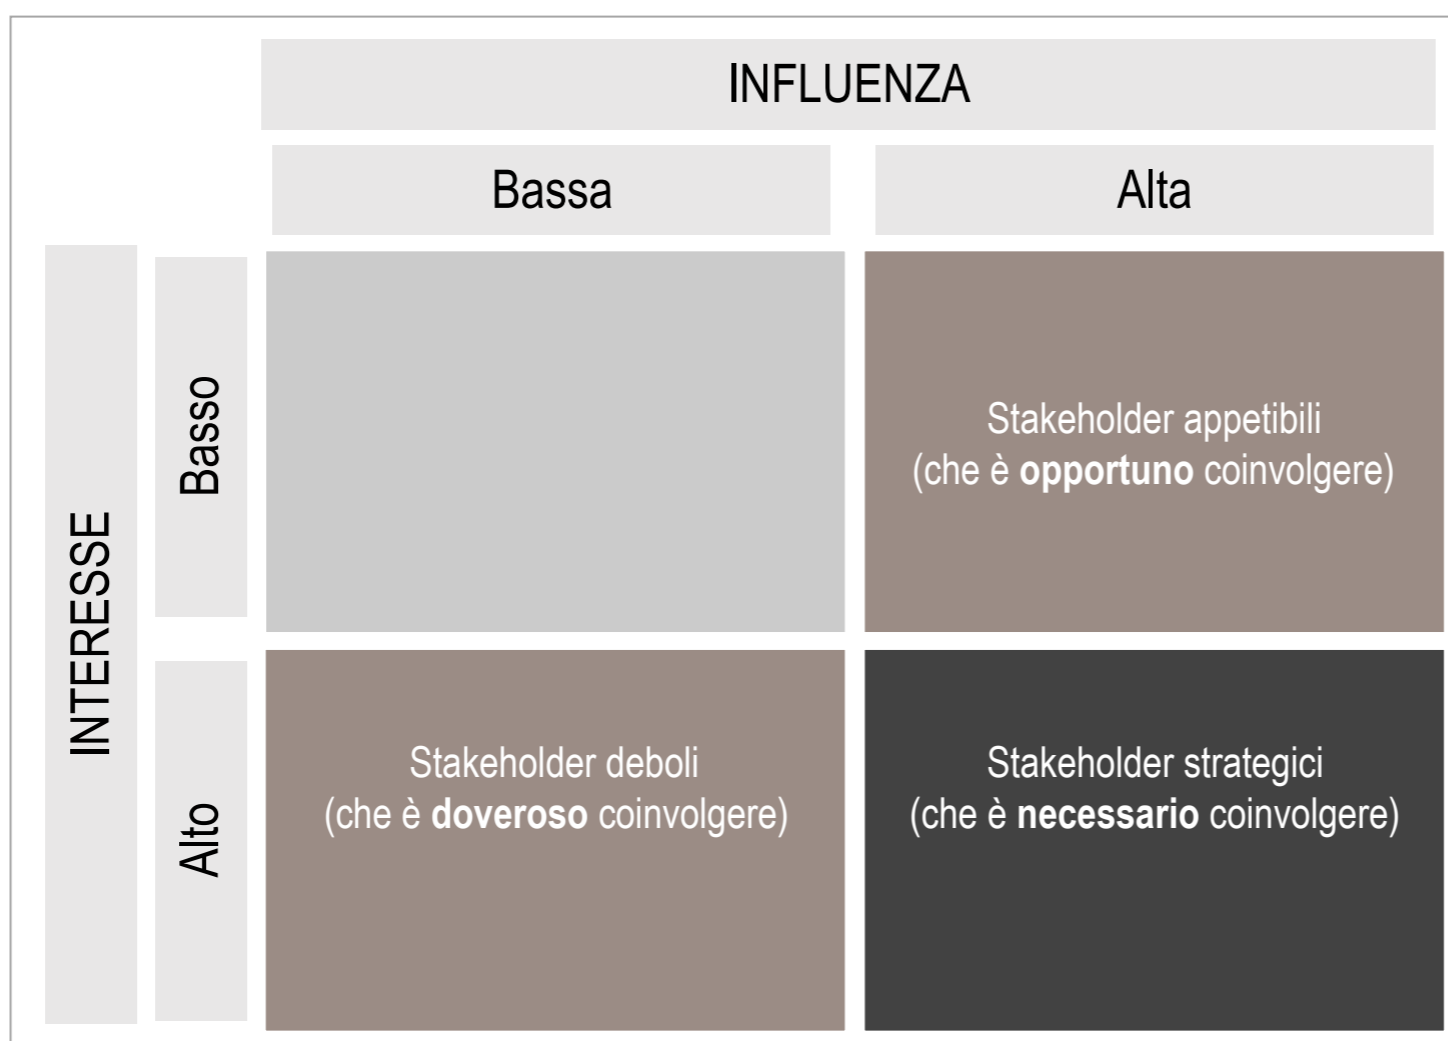 INFLUENZA
Bassa
Alta
INTERESSE
Basso
Stakeholder appetibili
(che è opportuno coinvolgere)
Alto
Stakeholder deboli
(che è doveroso coinvolgere)
Stakeholder strategici
(che è necessario coinvolgere)